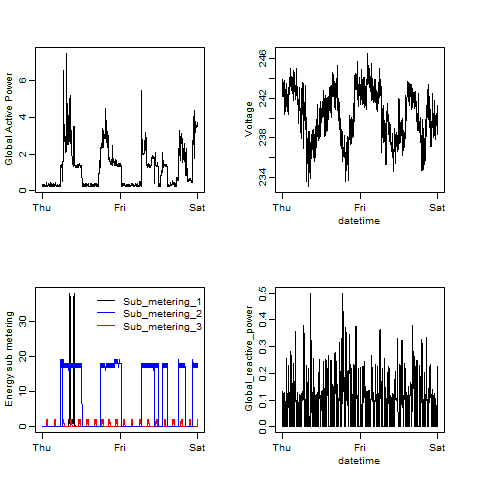 Global Active Power
0 2 4 6
Thu Fri Sat
Voltage
234 238 242 246
Thu Fri Sat
datetime
Energy sub metering
0 10 20 30
Sub_metering_1
Sub_metering_2
Sub_metering_3
Thu Fri Sat
Global_reactive_power
0.0 0.1 0.2 0.3 0.4 0.5
Thu Fri Sat
datetime